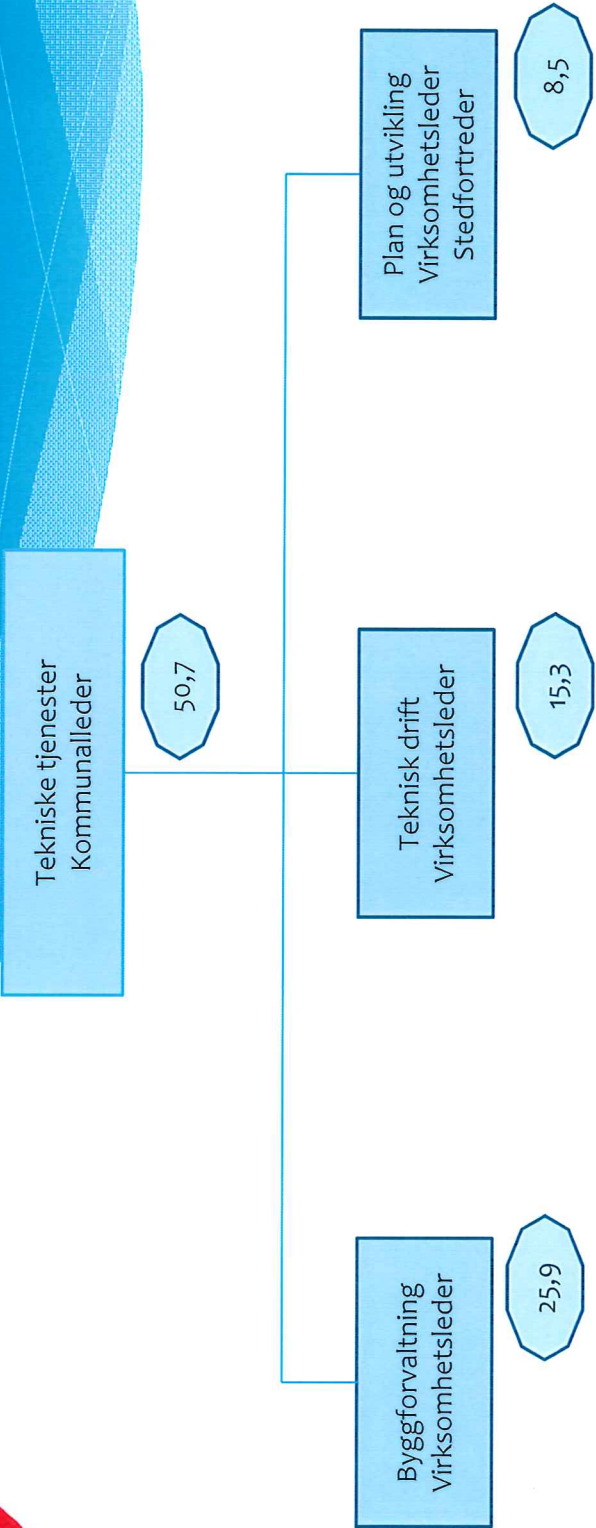 Tekniske tjenester
Kommunalleder
50,7
Byggforvaltning
Virksomhetsleder
25,9
Teknisk drift
Virksomhetsleder
15,3
Plan og utvikling
Virksomhetsleder
Stedfortreder
8,5